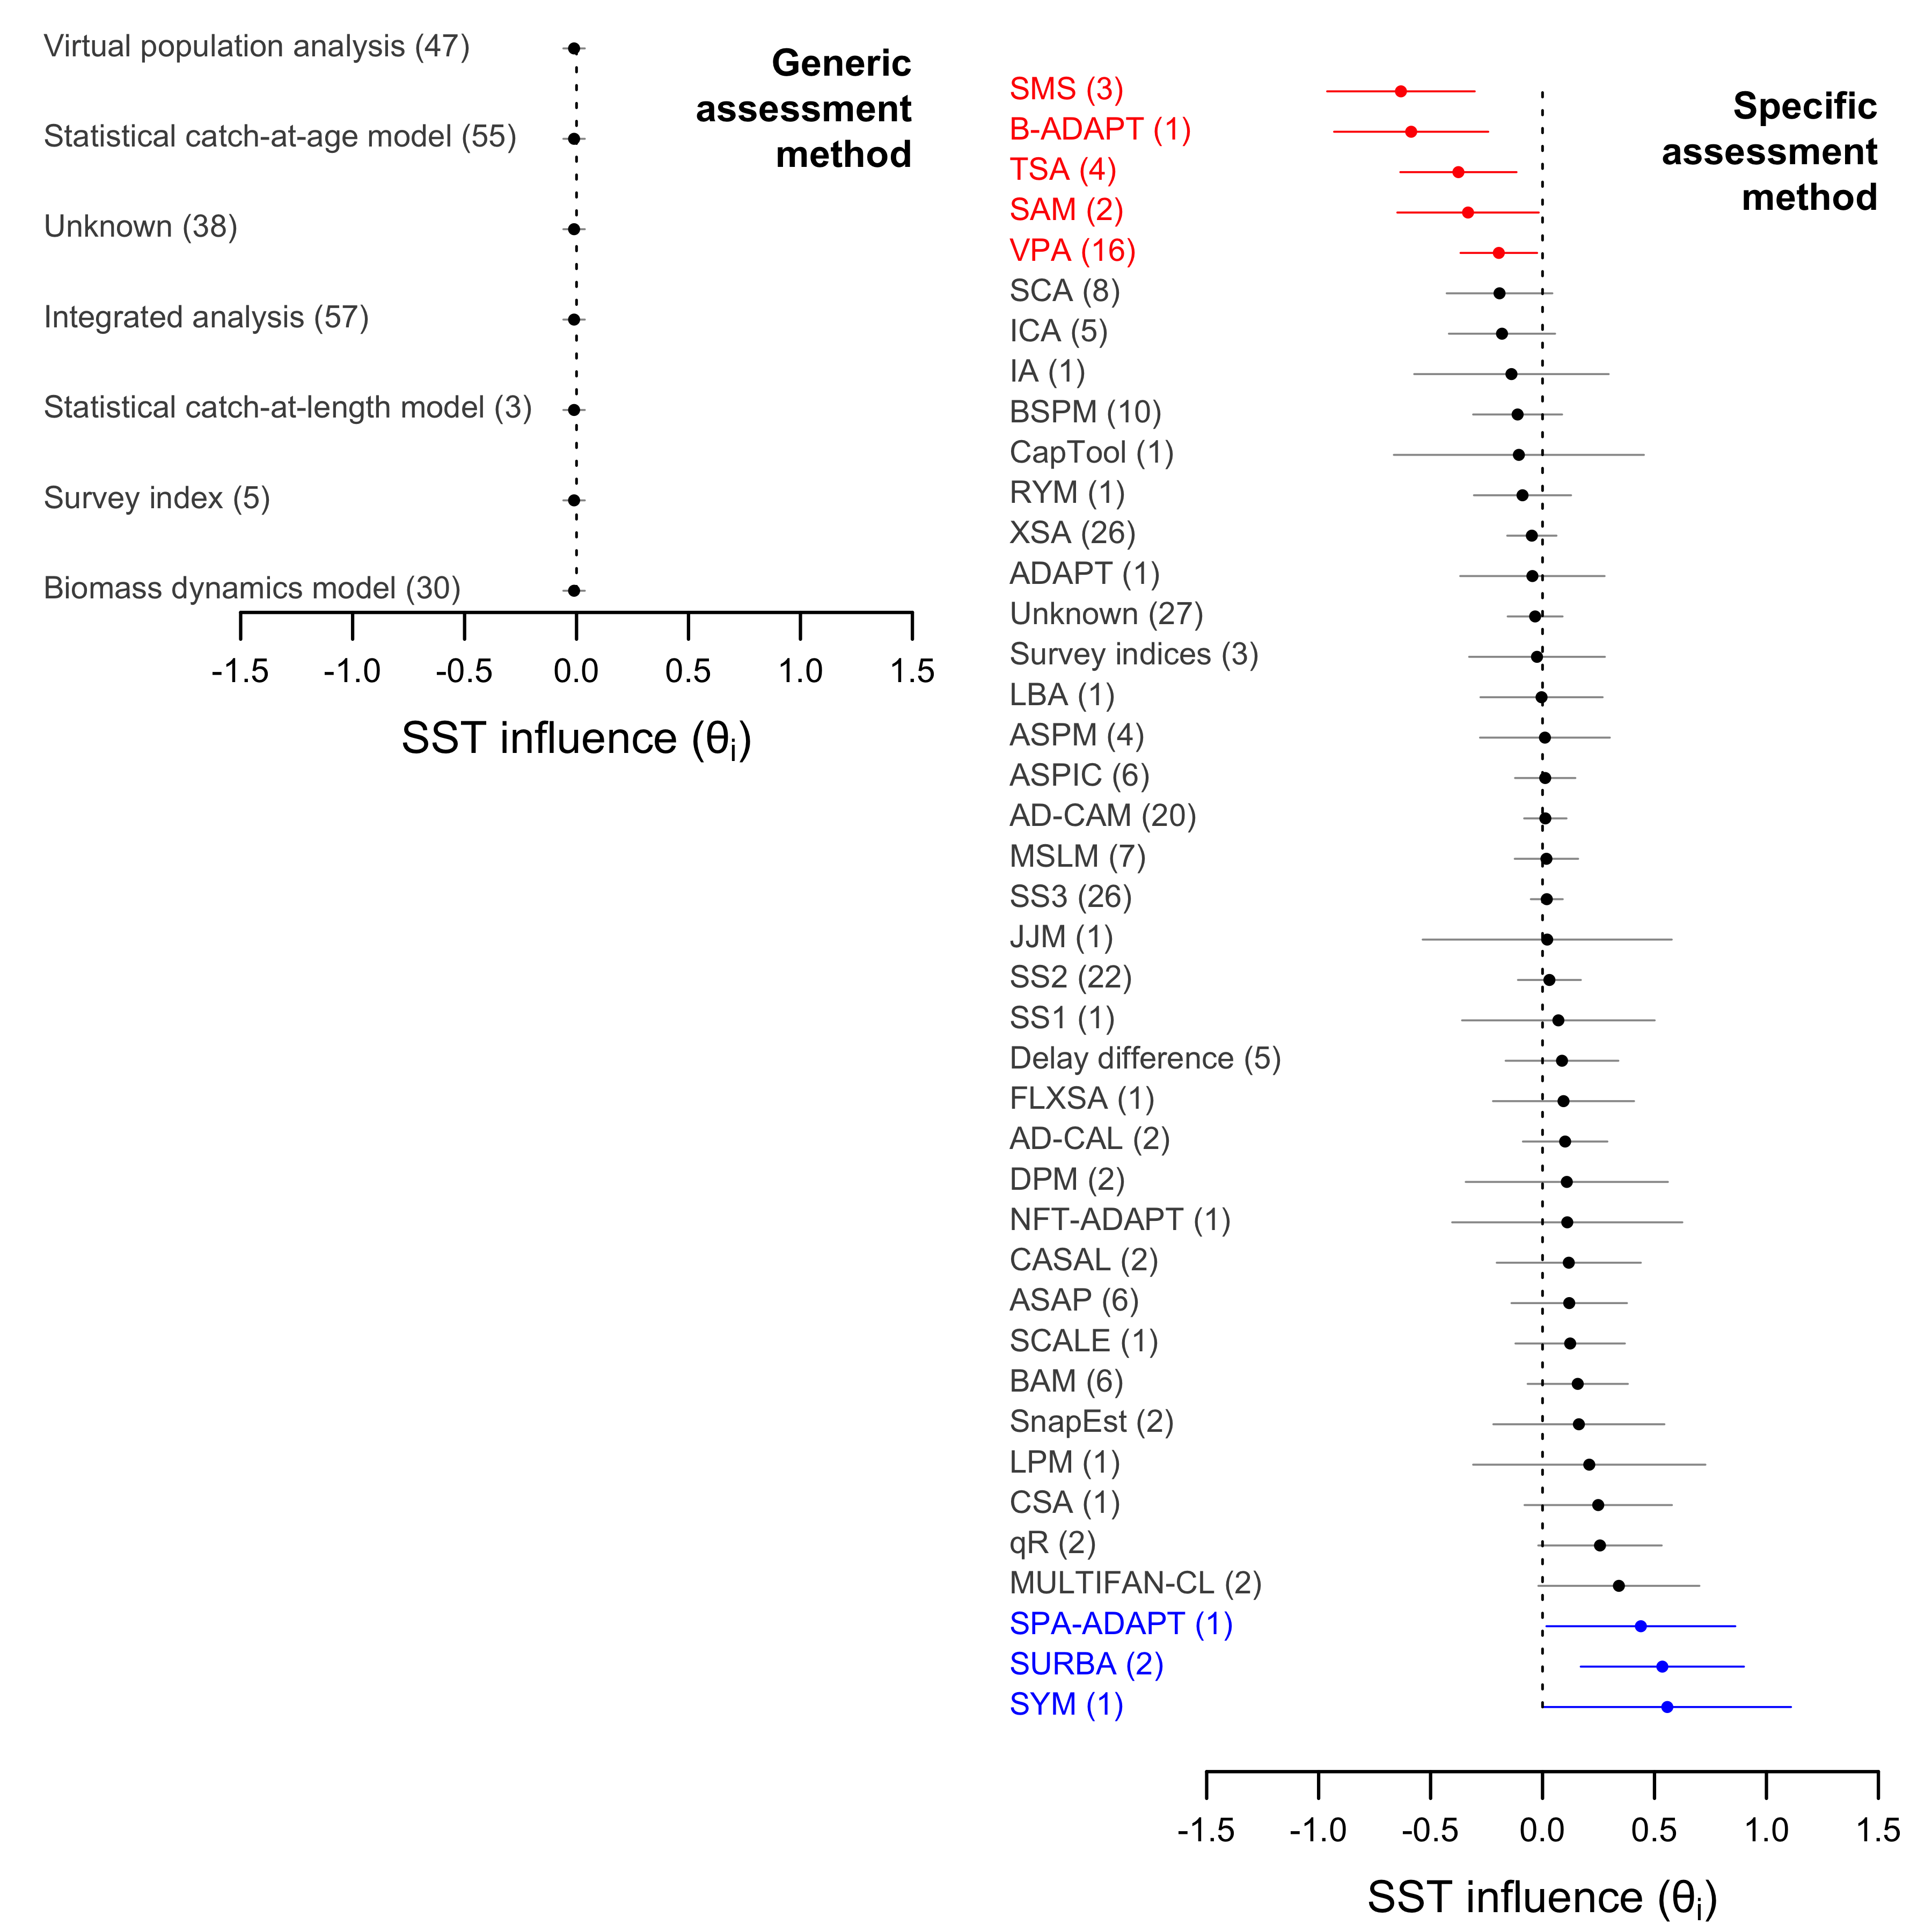 Generic
assessment
method
Virtual population analysis (47)
Statistical catch-at-age model (55)
Unknown (38)
Integrated analysis (57)
Statistical catch-at-length model (3)
Survey index (5)
Biomass dynamics model (30)
-1.5 -1.0 -0.5 0.0 0.5 1.0 1.5
SST influence (θi)
Specific
assessment
method
SMS (3)
B-ADAPT (1)
TSA (4)
SAM (2)
VPA (16)
SCA (8)
ICA (5)
IA (1)
BSPM (10)
CapTool (1)
RYM (1)
XSA (26)
ADAPT (1)
Unknown (27)
Survey indices (3)
LBA (1)
ASPM (4)
ASPIC (6)
AD-CAM (20)
MSLM (7)
SS3 (26)
JJM (1)
SS2 (22)
SS1 (1)
Delay difference (5)
FLXSA (1)
AD-CAL (2)
DPM (2)
NFT-ADAPT (1)
CASAL (2)
ASAP (6)
SCALE (1)
BAM (6)
SnapEst (2)
LPM (1)
CSA (1)
qR (2)
MULTIFAN-CL (2)
SPA-ADAPT (1)
SURBA (2)
SYM (1)
-1.5 -1.0 -0.5 0.0 0.5 1.0 1.5
SST influence (θi)